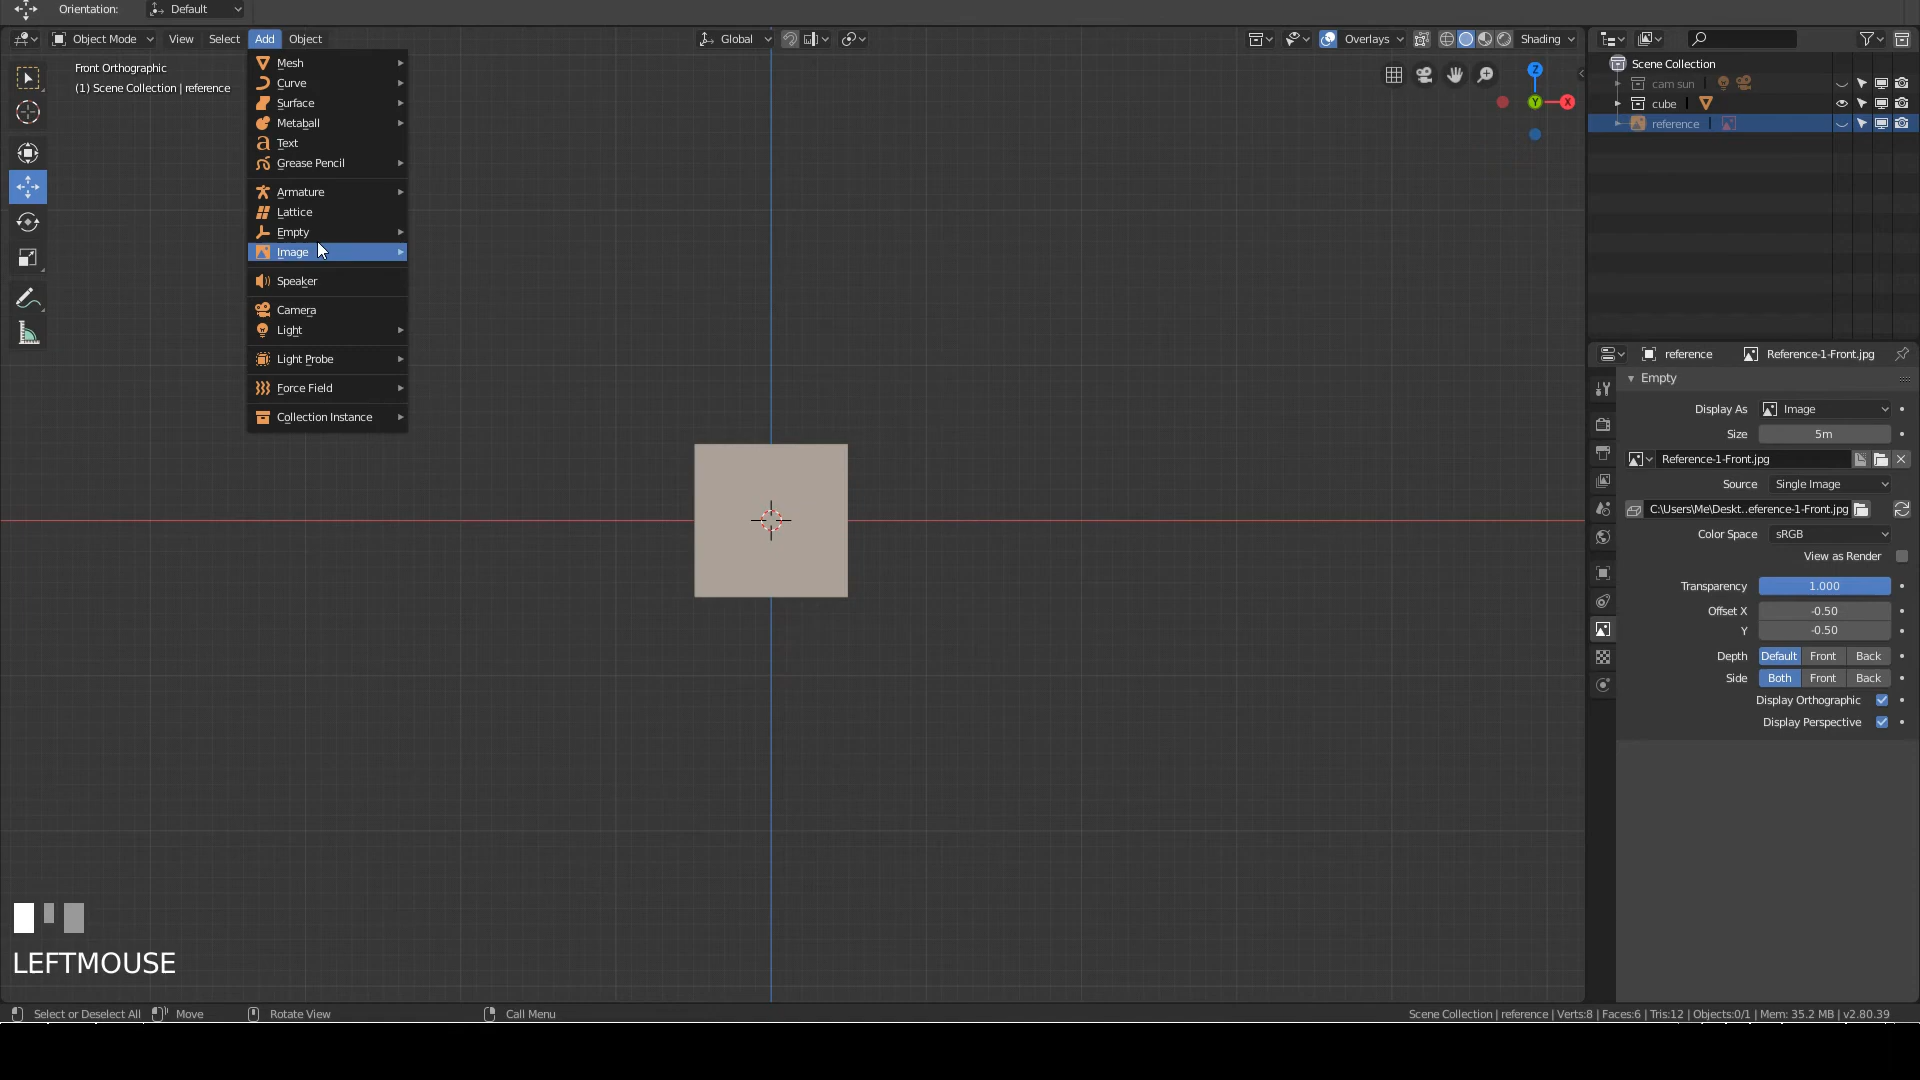 Orientation: Default
Object Mode View Select Add Object Global Overlays Shading
Front Orthographic
(1) Scene Collection | reference
Mesh
Curve
Surface
Metaball
Text
Grease Pencil
Armature
Lattice
Empty
Image
Speaker
Camera
Light
Light Probe
Force Field
Collection Instance
Z
Y
X
Scene Collection
cam sun
cube
reference
reference Reference-1-Front.jpg
Empty
Display As Image
Size 5m
Reference-1-Front.jpg
Source Single Image
C:\Users\Me\Deskt..eference-1-Front.jpg
Color Space sRGB
View as Render
Transparency 1.000
Offset X -0.50
Y -0.50
Depth Default Front Back
Side Both Front Back
Display Orthographic
Display Perspective
LEFTMOUSE
Select or Deselect All Move Rotate View Call Menu Scene Collection | reference | Verts:8 | Faces:6 | Tris:12 | Objects:0/1 | Mem: 35.2 MB | v2.80.39